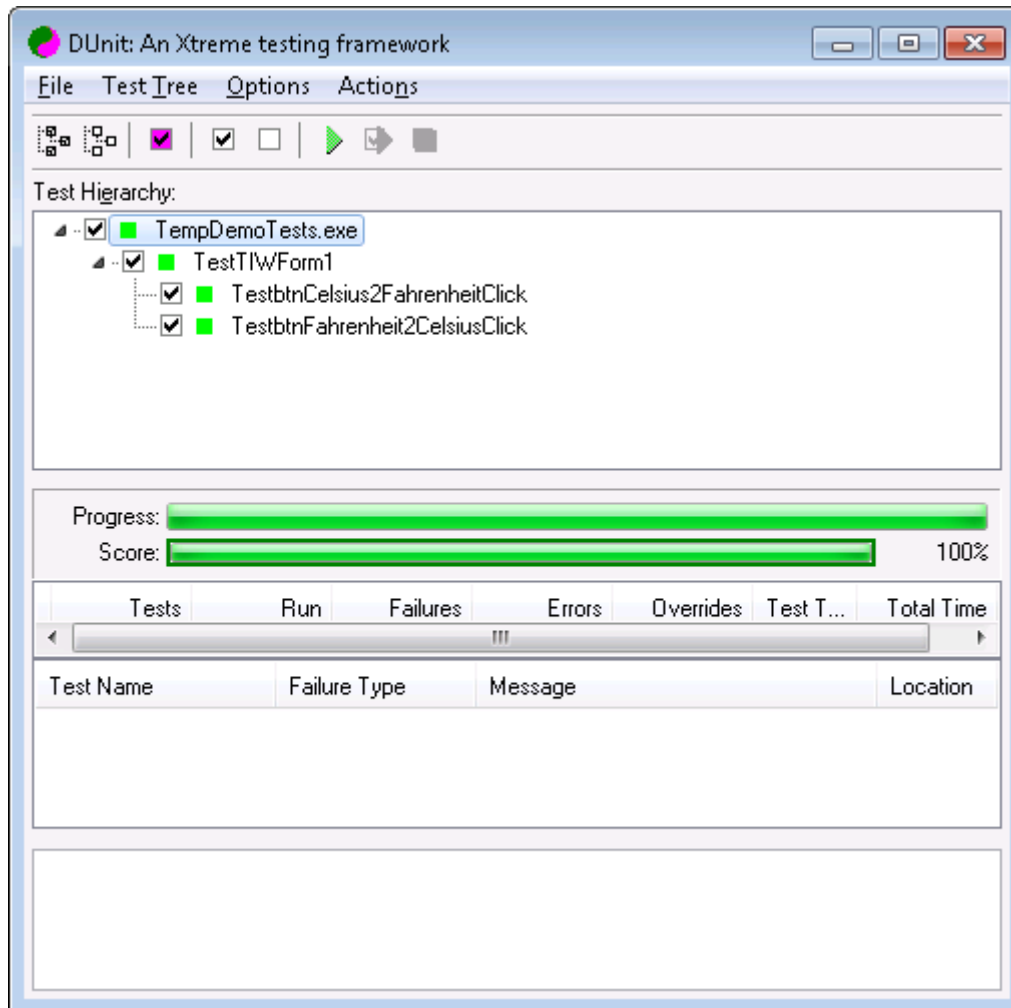 DUnit: An Xtreme testing framework
File Test Tree Options Actions
Test Hierarchy:
TempDemoTests.exe
TestTIWForm1
TestbtnCelsius2FahrenheitClick
TestbtnFahrenheit2CelsiusClick
Progress:
Score: 100%
Tests Run Failures Errors Overrides Test T... Total Time
Test Name Failure Type Message Location